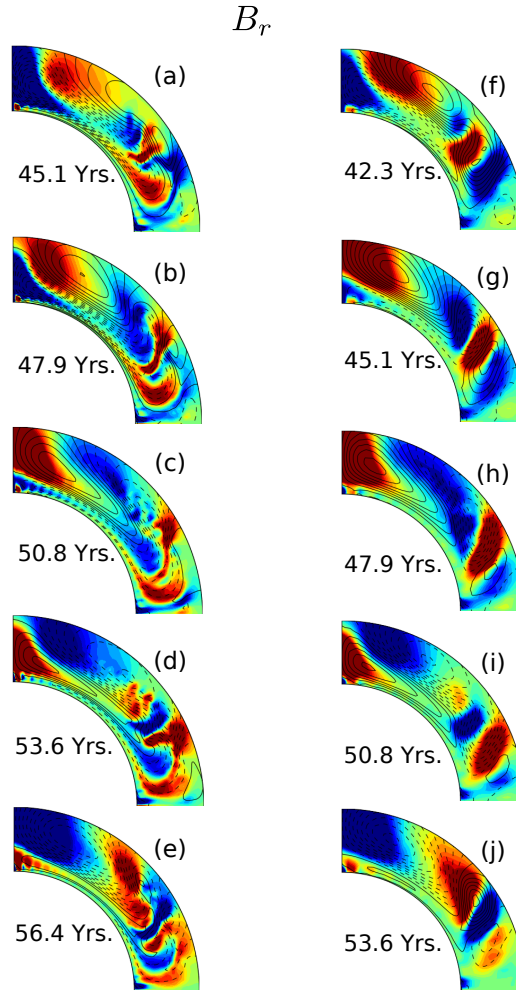 B_r
(a)
45.1 Yrs.
(b)
47.9 Yrs.
(c)
50.8 Yrs.
(d)
53.6 Yrs.
(e)
56.4 Yrs.
(f)
42.3 Yrs.
(g)
45.1 Yrs.
(h)
47.9 Yrs.
(i)
50.8 Yrs.
(j)
53.6 Yrs.